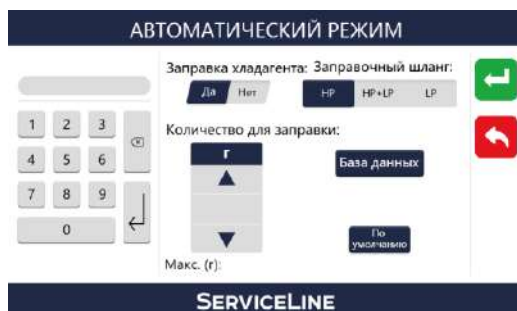 АВТОМАТИЧЕСКИЙ РЕЖИМ
Заправка хладагента: Заправочный шланг:
Да Нет HP HP+LP LP
1 2 3
Количество для заправки:
4 5 6
г
База данных
7 8 9
0
По
умолчанию
Макс. (г):
SERVICELINE